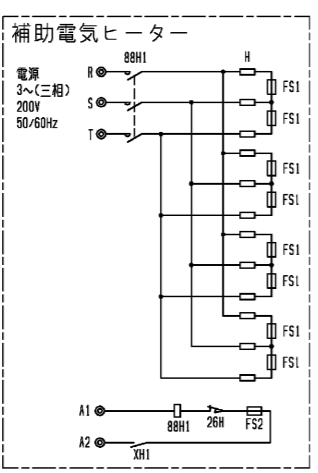 補助電気ヒーター
88H1
H
電源
3~(三相)
200V
50/60Hz
R
S
T
FS1
FS1
FS1
FS1
FS1
FS1
FS1
FS1
A1
88H1
26H
FS2
A2
XH1